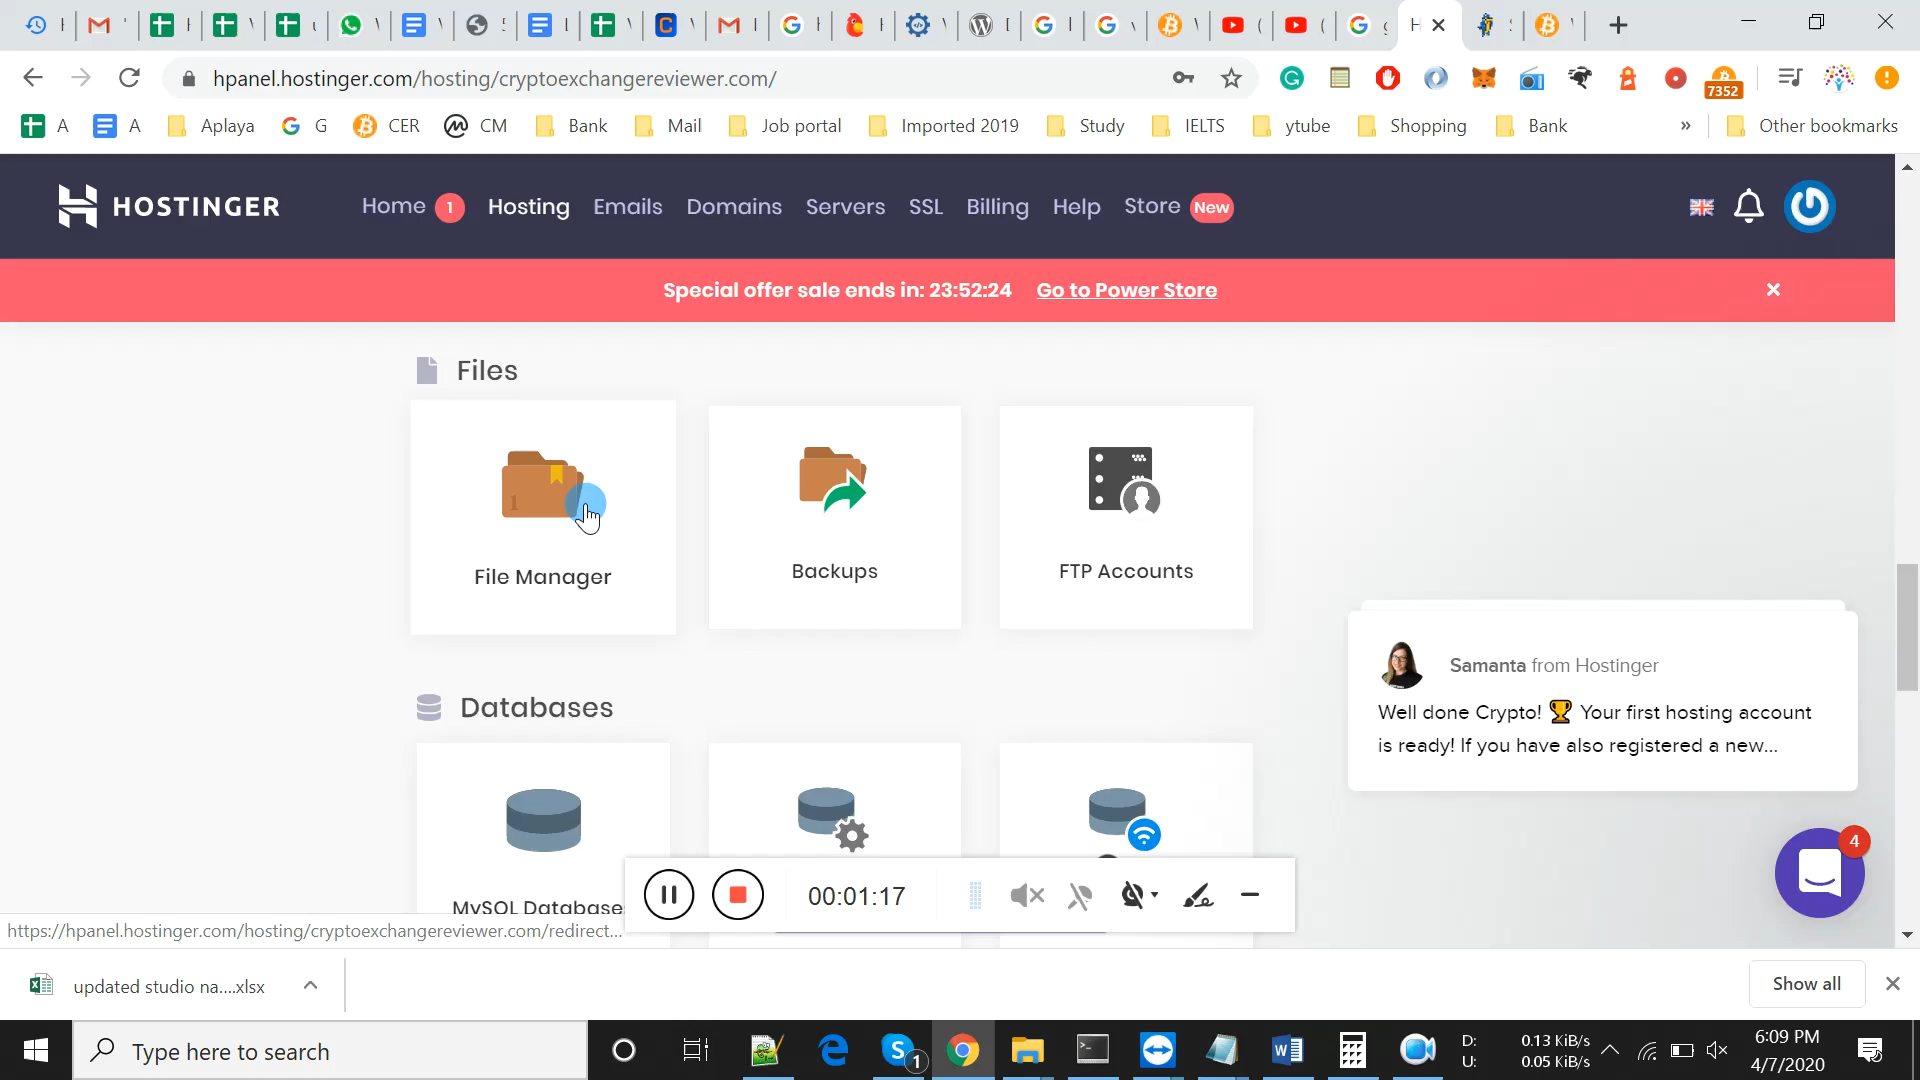 hpanel.hostinger.com/hosting/cryptoexchangereviewer.com/
7352
A A Aplaya G CER CM Bank Mail Job portal Imported 2019 Study IELTS ytube Shopping Bank » Other bookmarks
HOSTINGER Home 1 Hosting Emails Domains Servers SSL Billing Help Store New
Special offer sale ends in: 23:52:24 Go to Power Store
Files
File Manager Backups FTP Accounts
Samanta from Hostinger
Well done Crypto! 🏆 Your first hosting account
is ready! If you have also registered a new...
Databases
4
MySQL Database
00:01:17
https://hpanel.hostinger.com/hosting/cryptoexchangereviewer.com/redirect...
updated studio na....xlsx
Show all
Type here to search
1
D: 0.13 KiB/s
U: 0.05 KiB/s
6:09 PM
4/7/2020